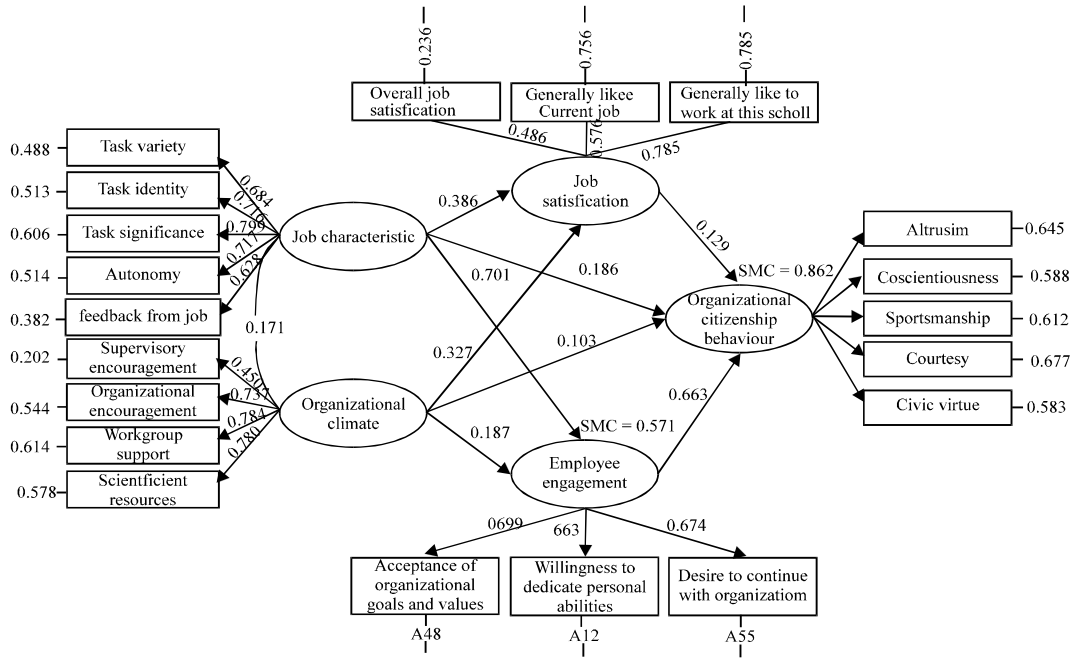 0.236
0.756
0.785
Overall job
satisfication
Generally likee
Current job
Generally like to
work at this scholl
0.486
0.576
0.785
0.488
Task variety
0.513
Task identity
0.606
Task significance
0.514
Autonomy
0.382
feedback from job
0.202
Supervisory
encouragement
0.544
Organizational
encouragement
0.614
Workgroup
support
0.578
Scientficient
resources
0.684
0.716
0.799
0.717
0.628
0.171
0.450
0.737
0.784
0.780
Job characteristic
Organizational
climate
0.386
0.701
0.186
0.327
0.103
0.187
Job
satisfication
0.129
SMC = 0.862
Organizational
citizenship
behaviour
0.663
SMC = 0.571
Employee
engagement
Altrusim
0.645
Coscientiousness
0.588
Sportsmanship
0.612
Courtesy
0.677
Civic virtue
0.583
0699
663
0.674
Acceptance of
organizational
goals and values
Willingness to
dedicate personal
abilities
Desire to continue
with organizatiom
A48
A12
A55